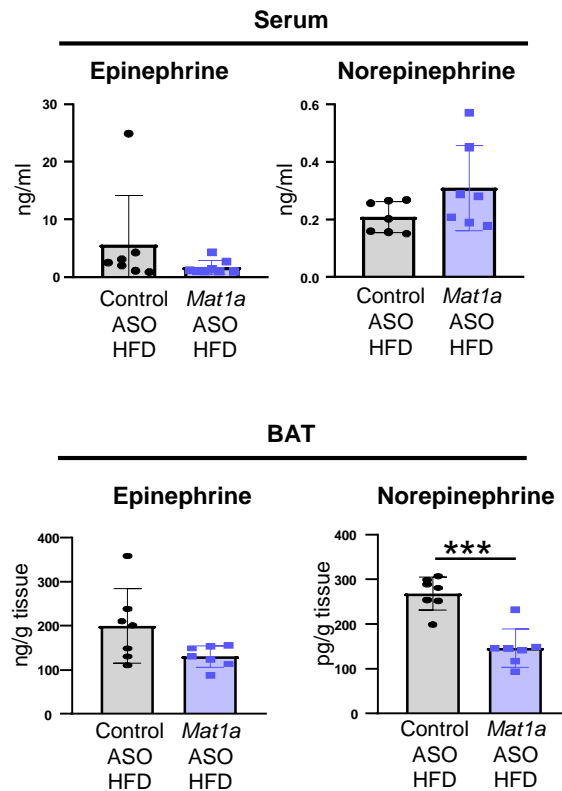 Serum
Epinephrine
Norepinephrine
ng/ml
30
20
10
0
Control
ASO
HFD
Mat1a
ASO
HFD
ng/ml
0.6
0.4
0.2
0.0
Control
ASO
HFD
Mat1a
ASO
HFD
BAT
Epinephrine
Norepinephrine
ng/g tissue
400
300
200
100
0
Control
ASO
HFD
Mat1a
ASO
HFD
pg/g tissue
400
300
200
100
0
***
Control
ASO
HFD
Mat1a
ASO
HFD